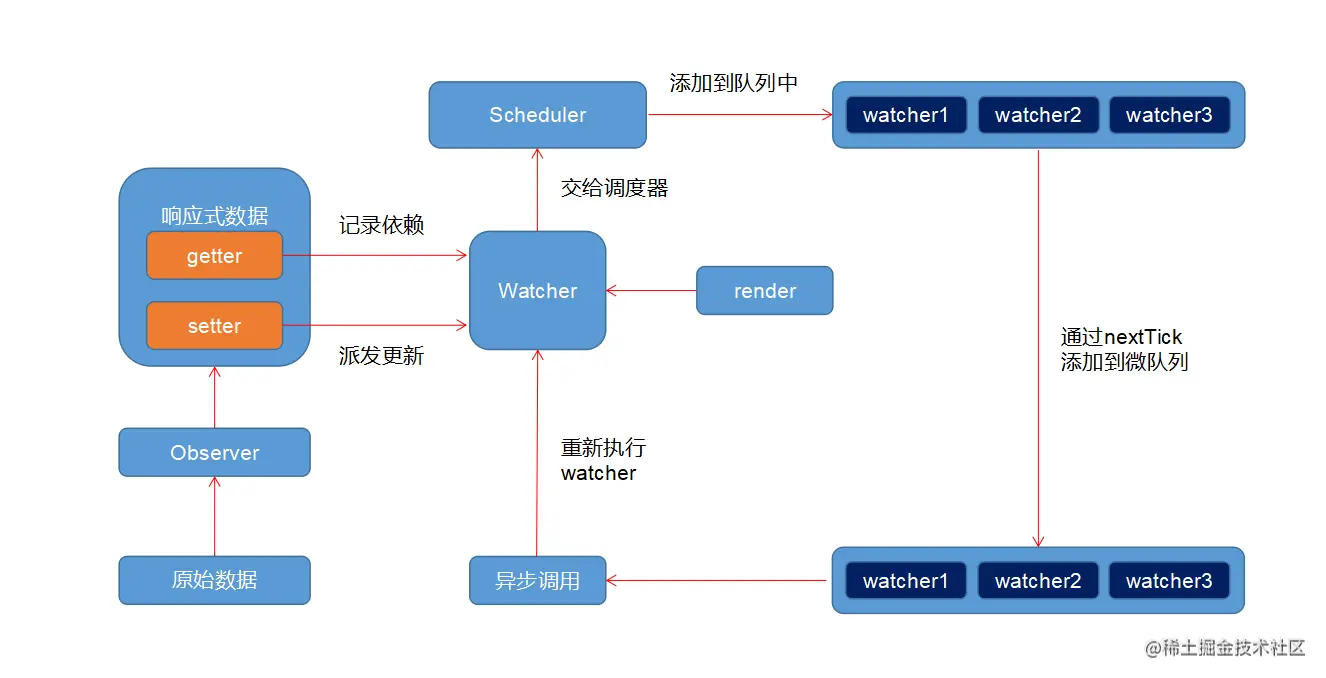 添加到队列中
Scheduler
watcher1
watcher2
watcher3
交给调度器
响应式数据
记录依赖
getter
Watcher
render
setter
派发更新
通过nextTick
添加到微队列
Observer
重新执行
watcher
原始数据
异步调用
watcher1
watcher2
watcher3
@稀土掘金技术社区